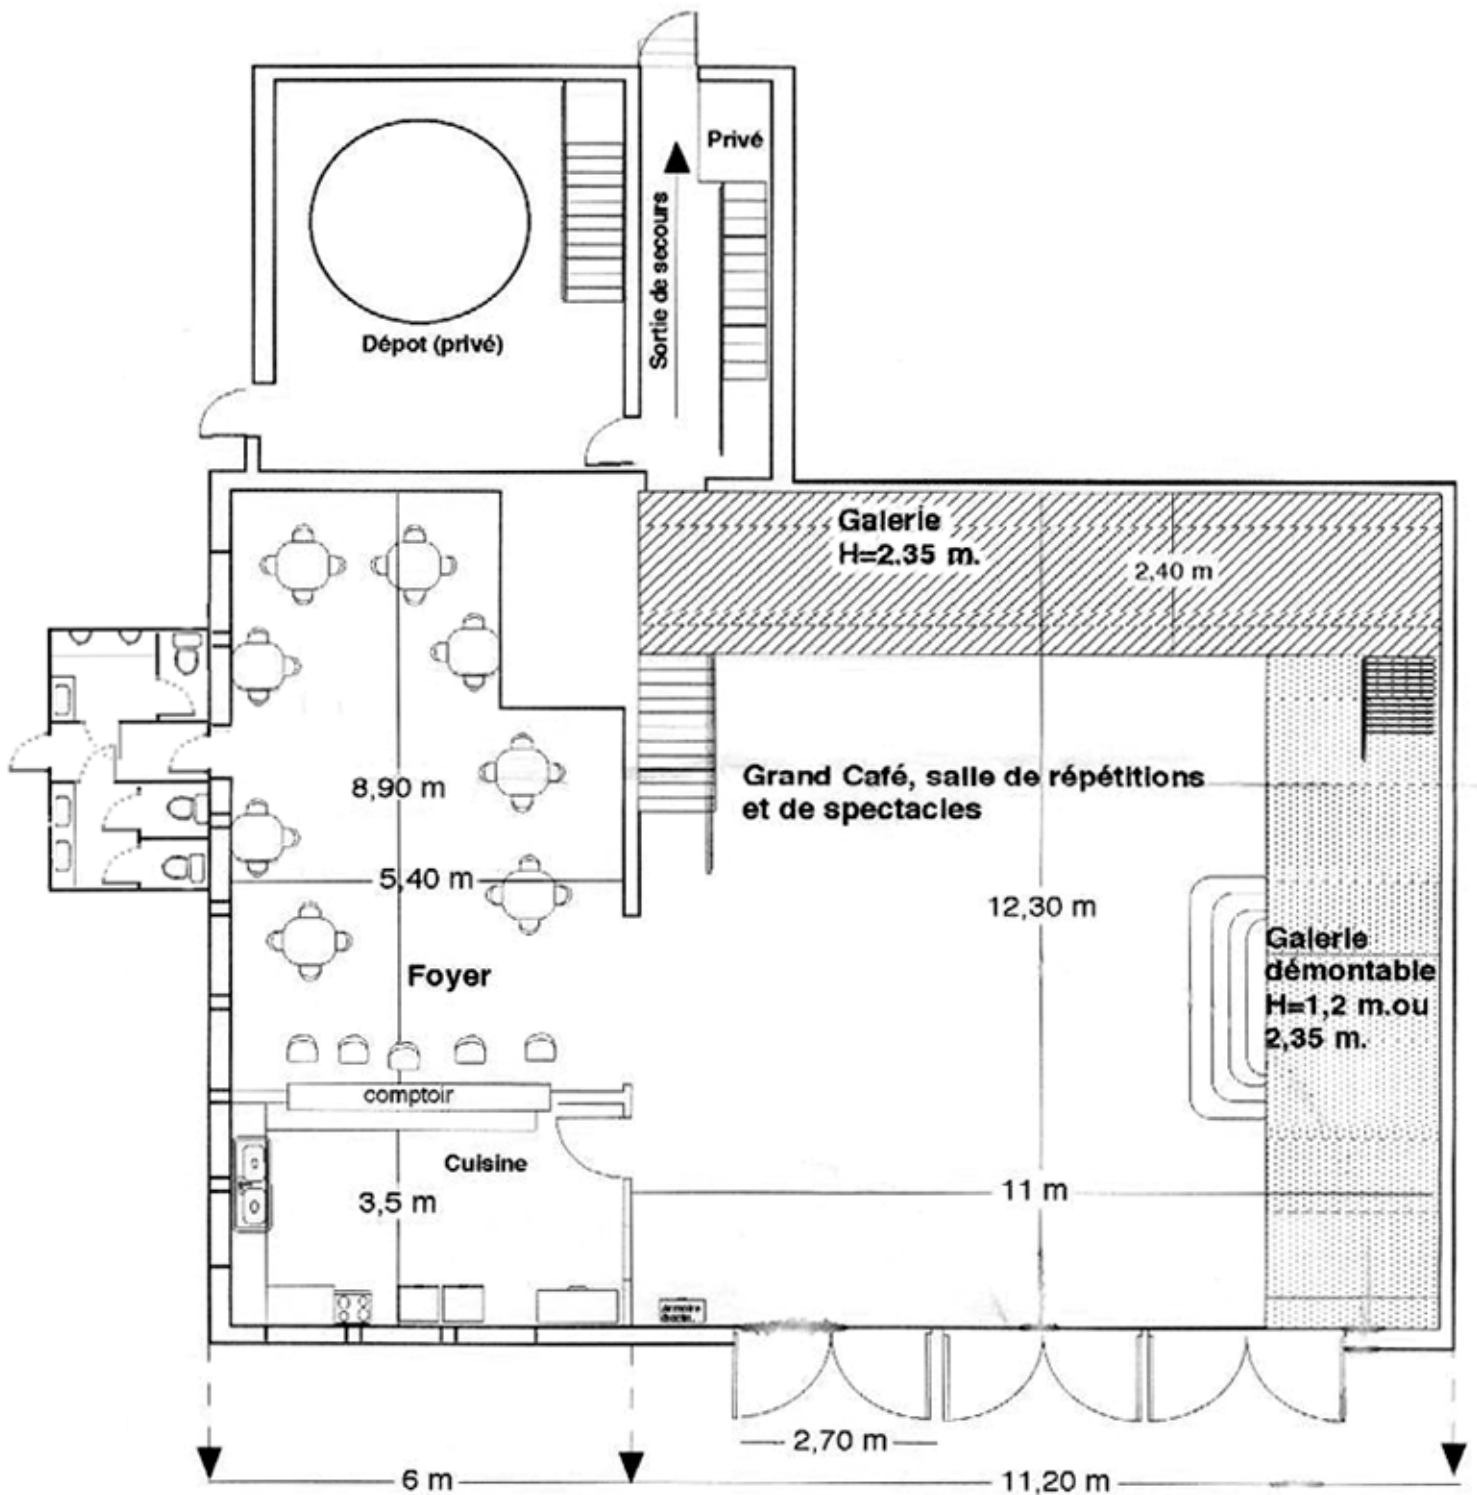 Privé
Sortie de secours
Dépot (privé)
Galerie
H=2.35 m.
2,40 m
Grand Café, salle de répétitions
et de spectacles
8,90 m
5,40 m
12,30 m
Galerie
démontable
H=1,2 m.ou
2,35 m.
Foyer
comptoir
Cuisine
3,5 m
11 m
2,70 m
6 m
11,20 m